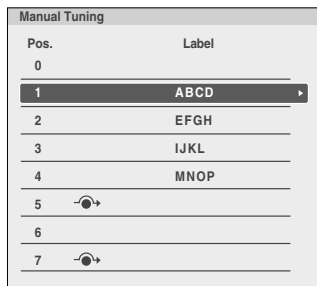 Manual Tuning
Pos. Label
0
1 ABCD
2 EFGH
3 IJKL
4 MNOP
5
6
7